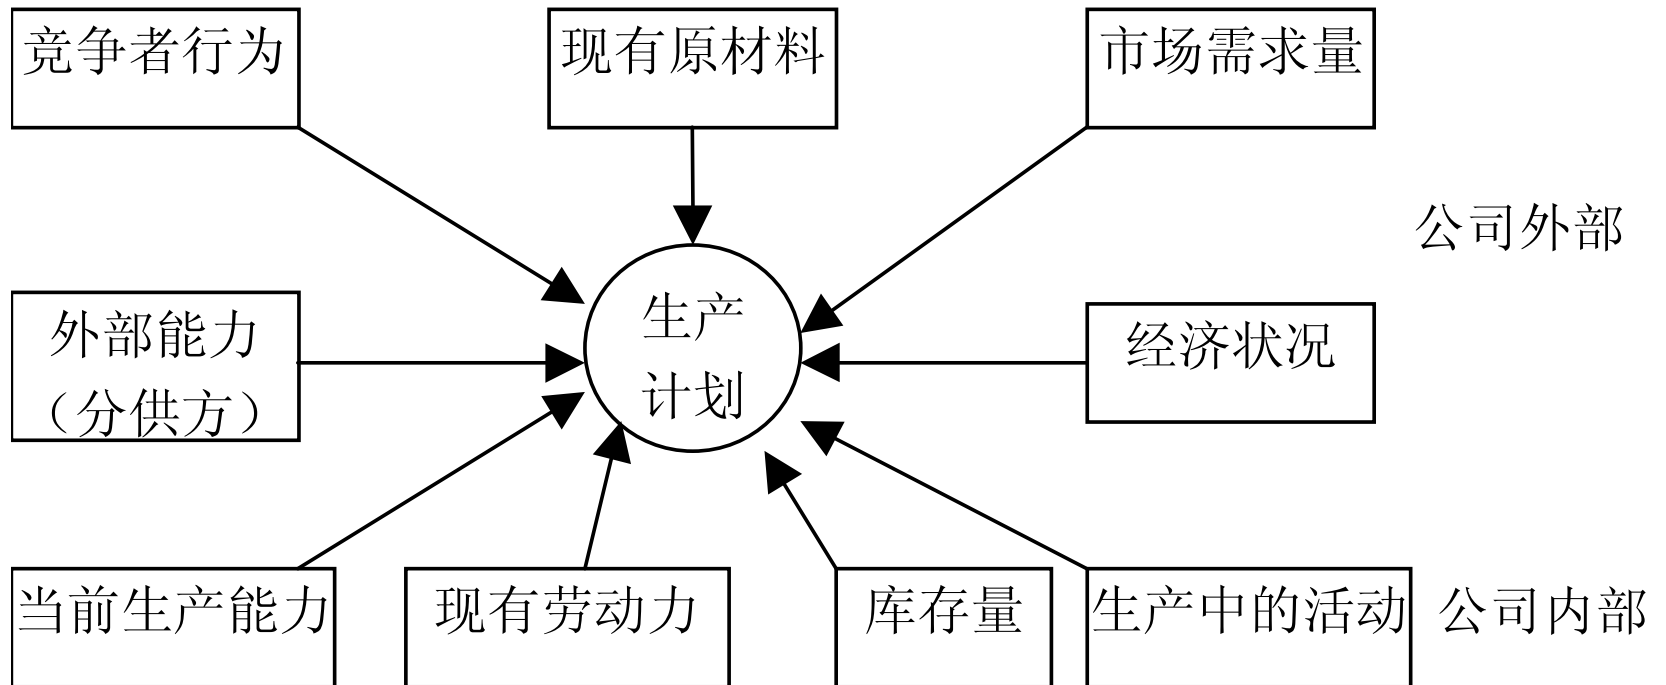 竞争者行为
现有原材料
市场需求量
公司外部
外部能力
（分供方）
生产
计划
经济状况
当前生产能力
现有劳动力
库存量
生产中的活动
公司内部